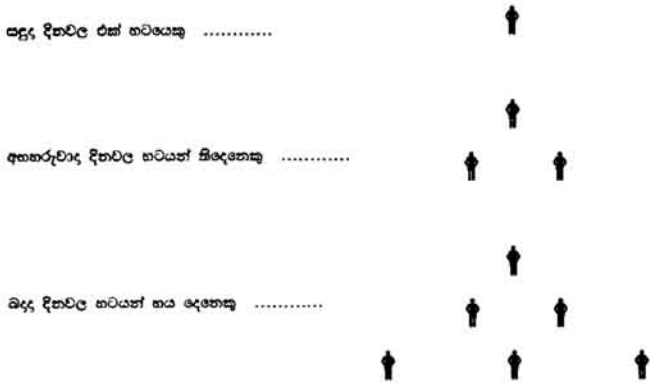 සඳුදා දිනවල එක් භටයෙකු ............
අඟහරුවාදා දිනවල භටයන් තිදෙනෙකු ............
බදාදා දිනවල භටයන් හය දෙනෙකු ............